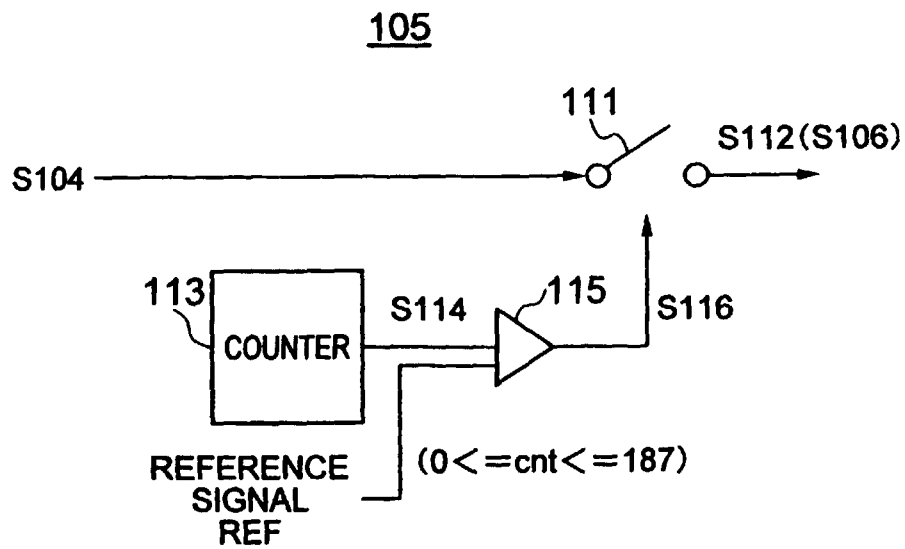 105
111
S112(S106)
S104
113
COUNTER
S114
115
S116
REFERENCE
SIGNAL
REF
(0<=cnt<=187)